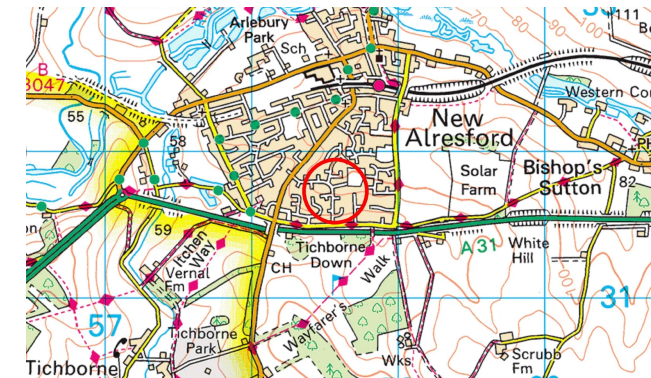 Arlebury
Park
Sch
111
B
3047
55
58
New
Alresford
Western Co
Solar
Farm
Bishop's
Sutton
82
59
Itchen
Way
Vernal
Fm
CH
Tichborne
Down
Walk
A 31
White
Hill
100
57
31
Wayfarer's
Tichborne
Park
Wks
Scrubb
Fm
Tichborne